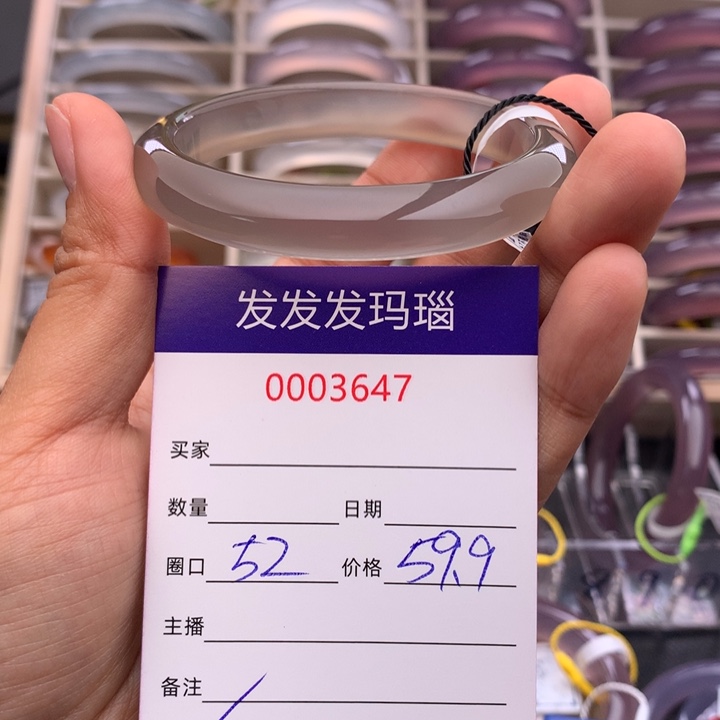 发发发玛瑙
0003647
买家
数量 日期
圈口 52 价格 59.9
主播
备注